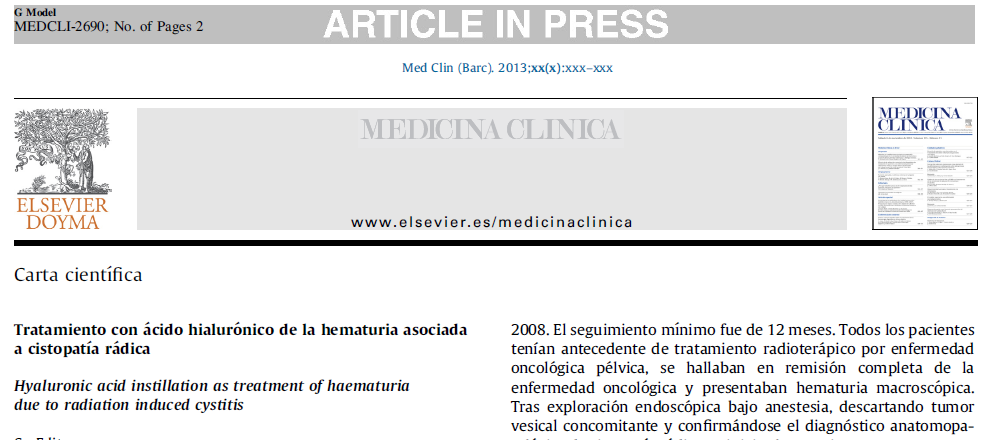 G Model
MEDCLI-2690; No. of Pages 2
ARTICLE IN PRESS
Med Clin (Barc). 2013;xx(x):xxx–xxx
ELSEVIER
DOYMA
MEDICINA CLINICA
www.elsevier.es/medicinaclinica
MEDICINA
CLINICA
Carta científica
Tratamiento con ácido hialurónico de la hematuria asociada
a cistopatía rádica
Hyaluronic acid instillation as treatment of haematuria
due to radiation induced cystitis
2008. El seguimiento mínimo fue de 12 meses. Todos los pacientes
tenían antecedente de tratamiento radioterápico por enfermedad
oncológica pélvica, se hallaban en remisión completa de la
enfermedad oncológica y presentaban hematuria macroscópica.
Tras exploración endoscópica bajo anestesia, descartando tumor
vesical concomitante y confirmándose el diagnóstico anatomopa-